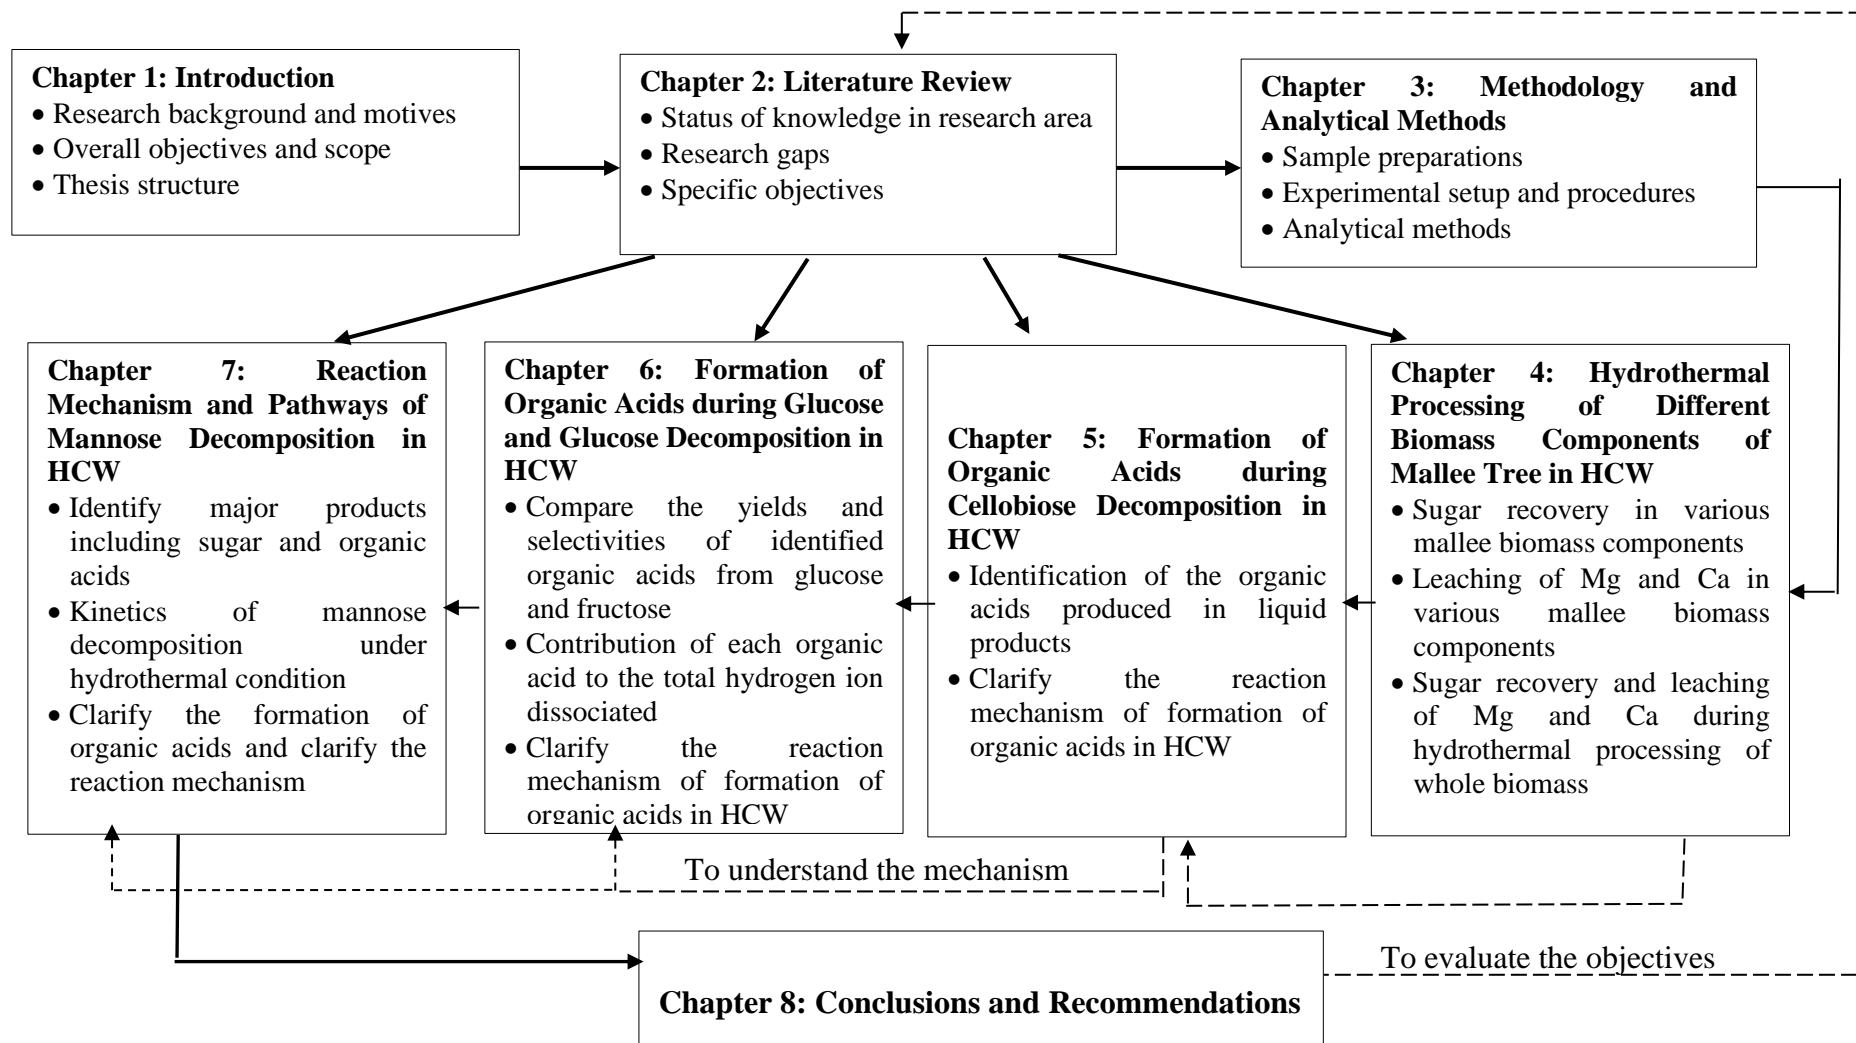 Chapter 1: Introduction
• Research background and motives
• Overall objectives and scope
• Thesis structure
Chapter 2: Literature Review
• Status of knowledge in research area
• Research gaps
• Specific objectives
Chapter 3: Methodology and
Analytical Methods
• Sample preparations
• Experimental setup and procedures
• Analytical methods
Chapter 7: Reaction
Mechanism and Pathways of
Mannose Decomposition in
HCW
• Identify major products
including sugar and organic
acids
• Kinetics of mannose
decomposition under
hydrothermal condition
• Clarify the formation of
organic acids and clarify the
reaction mechanism
Chapter 6: Formation of
Organic Acids during Glucose
and Glucose Decomposition in
HCW
• Compare the yields and
selectivities of identified
organic acids from glucose
and fructose
• Contribution of each organic
acid to the total hydrogen ion
dissociated
• Clarify the reaction
mechanism of formation of
organic acids in HCW
Chapter 5: Formation of
Organic Acids during
Cellobiose Decomposition in
HCW
• Identification of the organic
acids produced in liquid
products
• Clarify the reaction
mechanism of formation of
organic acids in HCW
Chapter 4: Hydrothermal
Processing of Different
Biomass Components of
Mallee Tree in HCW
• Sugar recovery in various
mallee biomass components
• Leaching of Mg and Ca in
various mallee biomass
components
• Sugar recovery and leaching
of Mg and Ca during
hydrothermal processing of
whole biomass
To understand the mechanism
To evaluate the objectives
Chapter 8: Conclusions and Recommendations